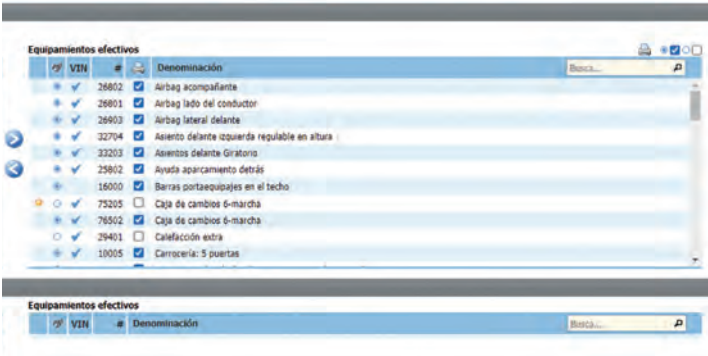 Equipamientos efectivos
VIN # Denominación Busca...
26802 Airbag acompañante
26801 Airbag lado del conductor
26903 Airbag lateral delante
32704 Asiento delante izquierda regulable en altura
33203 Asientos delante Giratorio
25802 Ayuda aparcamiento detrás
16000 Barras portaequipajes en el techo
75205 Caja de cambios 6-marcha
76502 Caja de cambios 6-marcha
29401 Calefacción extra
10005 Carrocería: 5 puertas
Equipamientos efectivos
VIN # Denominación Busca...